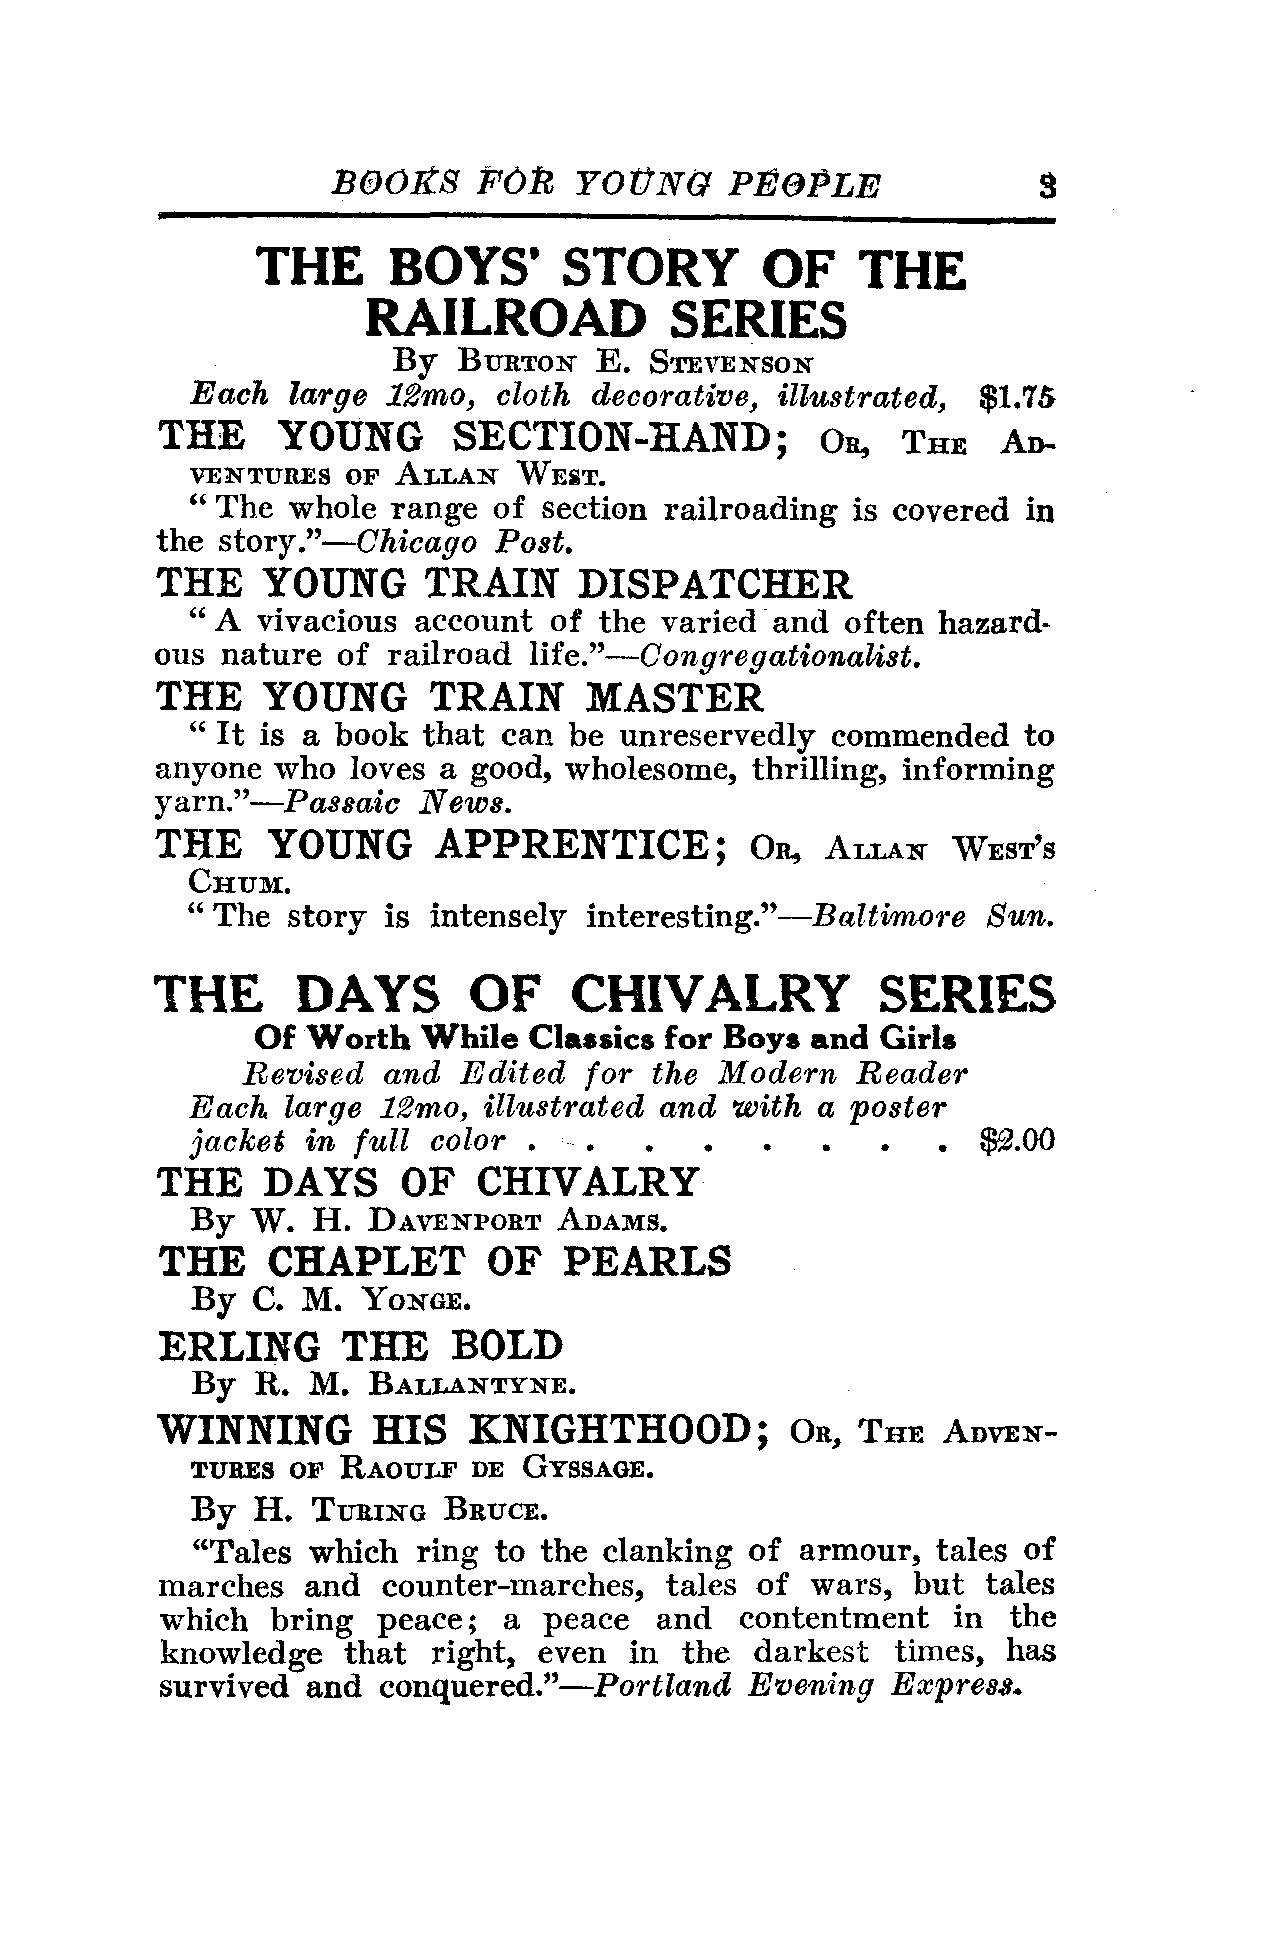 BOOKS FOR YOUNG PEOPLE 3
THE BOYS' STORY OF THE
RAILROAD SERIES
By BURTON E. STEVENSON
Each large 12mo, cloth decorative, illustrated, $1.75
THE YOUNG SECTION-HAND; OR, THE AD-
VENTURES OF ALLAN WEST.
"The whole range of section railroading is covered in
the story."—Chicago Post.
THE YOUNG TRAIN DISPATCHER
"A vivacious account of the varied and often hazard-
ous nature of railroad life."—Congregationalist.
THE YOUNG TRAIN MASTER
"It is a book that can be unreservedly commended to
anyone who loves a good, wholesome, thrilling, informing
yarn."—Passaic News.
THE YOUNG APPRENTICE; OR, ALLAN WEST'S
CHUM.
"The story is intensely interesting."—Baltimore Sun.
THE DAYS OF CHIVALRY SERIES
Of Worth While Classics for Boys and Girls
Revised and Edited for the Modern Reader
Each large 12mo, illustrated and with a poster
jacket in full color . . . . . . . . $2.00
THE DAYS OF CHIVALRY
By W. H. DAVENPORT ADAMS.
THE CHAPLET OF PEARLS
By C. M. YONGE.
ERLING THE BOLD
By R. M. BALLANTYNE.
WINNING HIS KNIGHTHOOD; OR, THE ADVEN-
TURES OF RAOULF DE GYSSAGE.
By H. TURING BRUCE.
"Tales which ring to the clanking of armour, tales of
marches and counter-marches, tales of wars, but tales
which bring peace; a peace and contentment in the
knowledge that right, even in the darkest times, has
survived and conquered."—Portland Evening Express.